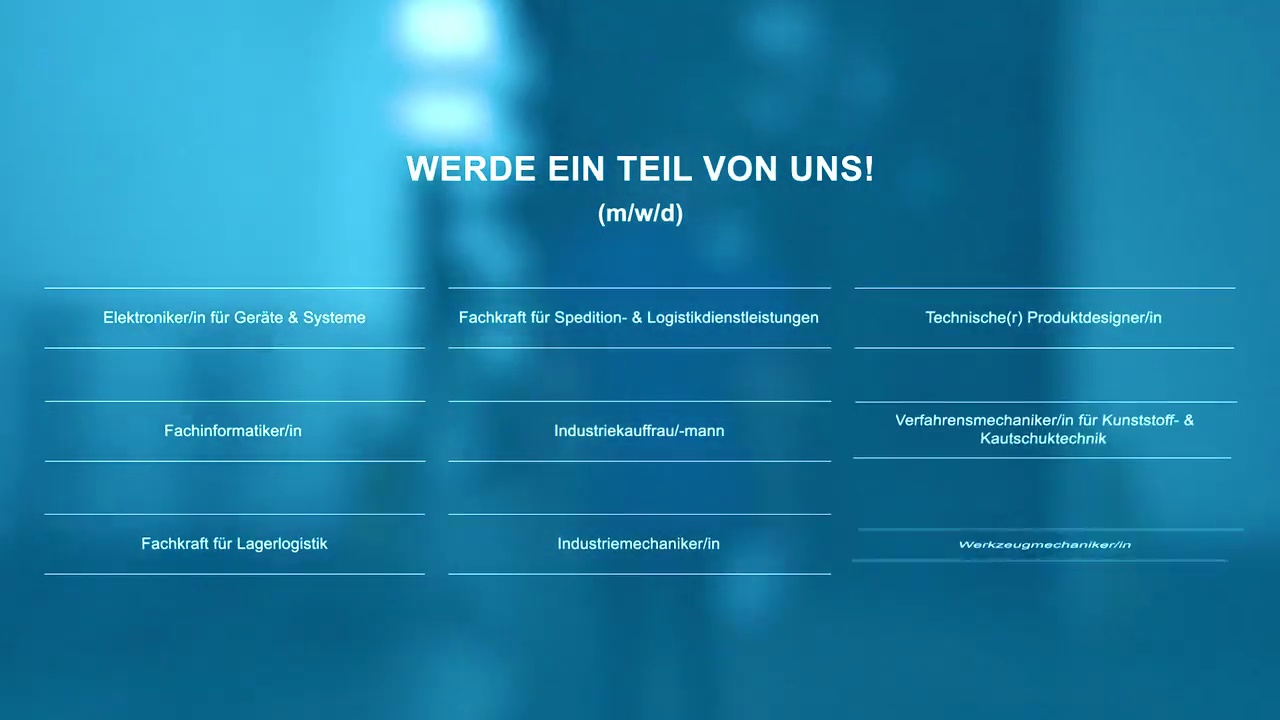 WERDE EIN TEIL VON UNS!
(m/w/d)
Elektroniker/in für Geräte & Systeme
Fachkraft für Spedition- & Logistikdienstleistungen
Technische(r) Produktdesigner/in
Fachinformatiker/in
Industriekauffrau/-mann
Verfahrensmechaniker/in für Kunststoff- &
Kautschuktechnik
Fachkraft für Lagerlogistik
Industriemechaniker/in
Werkzeugmechaniker/in